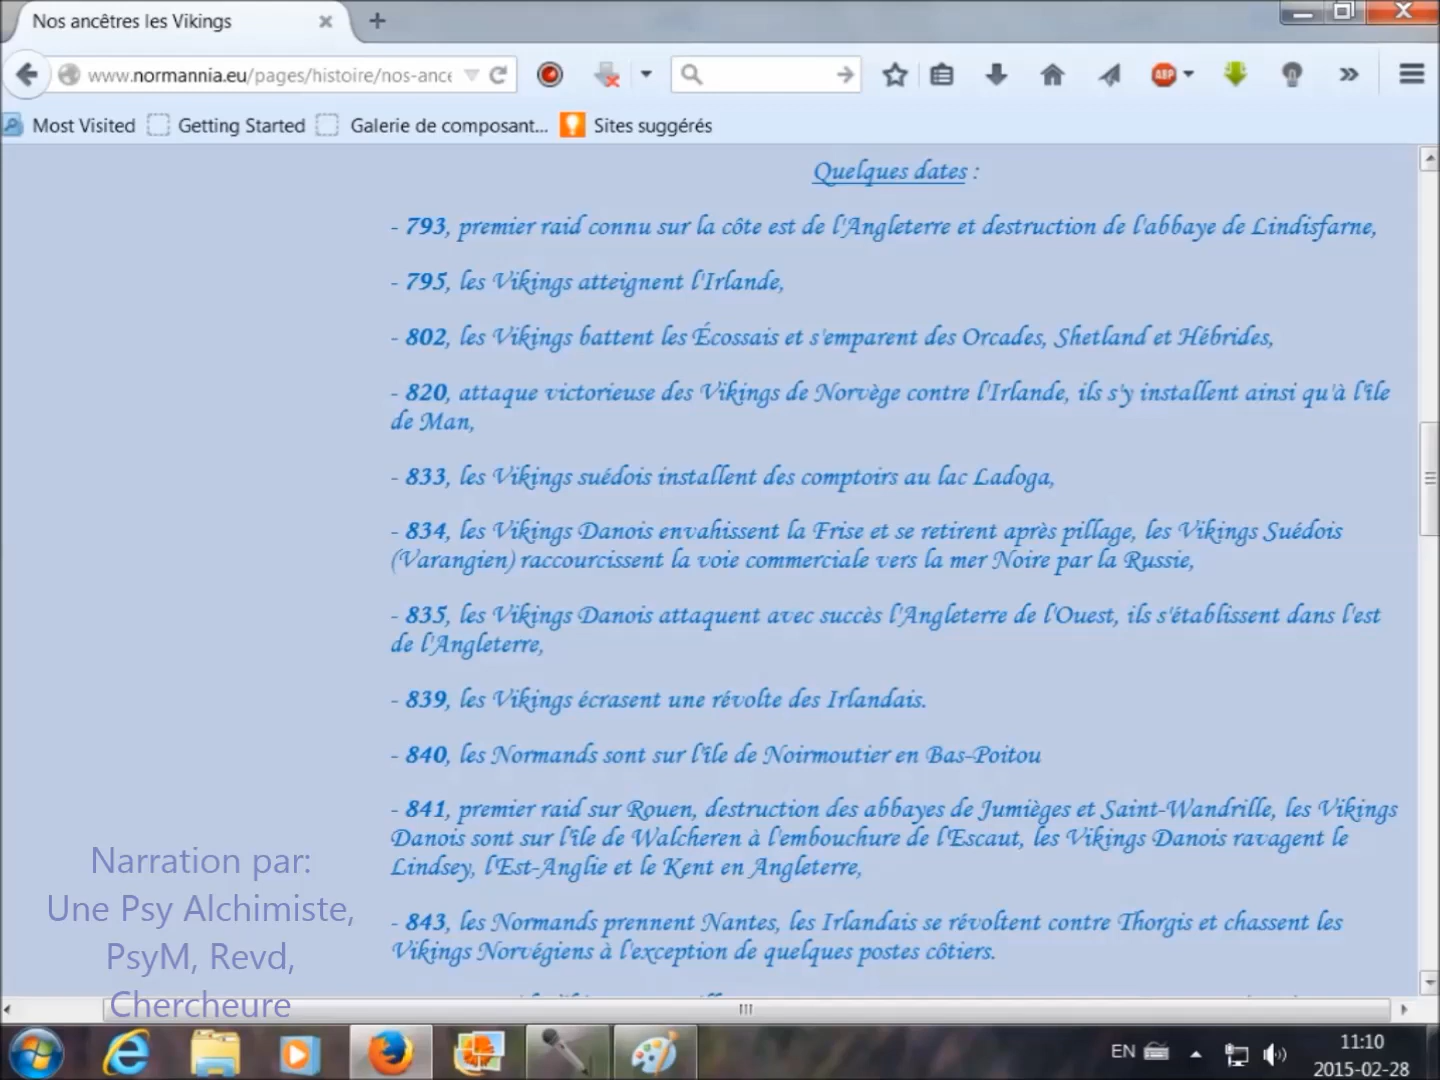 Nos ancêtres les Vikings
www.normannia.eu/pages/histoire/nos-ance
ABP
Most Visited
Getting Started
Galerie de composant...
Sites suggérés
Quelques dates :
- 793, premier raid connu sur la côte est de l'Angleterre et destruction de l'abbaye de Lindisfarne,
- 795, les Vikings atteignent l'Irlande,
- 802, les Vikings battent les Écossais et s'emparent des Orcades, Shetland et Hébrides,
- 820, attaque victorieuse des Vikings de Norvège contre l'Irlande, ils s'y installent ainsi qu'à l'île
de Man,
- 833, les Vikings suédois installent des comptoirs au lac Ladoga,
- 834, les Vikings Danois envahissent la Frise et se retirent après pillage, les Vikings Suédois
(Varangien) raccourcissent la voie commerciale vers la mer Noire par la Russie,
- 835, les Vikings Danois attaquent avec succès l'Angleterre de l'Ouest, ils s'établissent dans l'est
de l'Angleterre,
- 839, les Vikings écrasent une révolte des Irlandais.
- 840, les Normands sont sur l'île de Noirmoutier en Bas-Poitou
- 841, premier raid sur Rouen, destruction des abbayes de Jumièges et Saint-Wandrille, les Vikings
Danois sont sur l'île de Walcheren à l'embouchure de l'Escaut, les Vikings Danois ravagent le
Lindsey, l'Est-Anglie et le Kent en Angleterre,
- 843, les Normands prennent Nantes, les Irlandais se révoltent contre Thorgis et chassent les
Vikings Norvégiens à l'exception de quelques postes côtiers.
Narration par:
Une Psy Alchimiste,
PsyM, Revd,
Chercheure
EN
11:10
2015-02-28